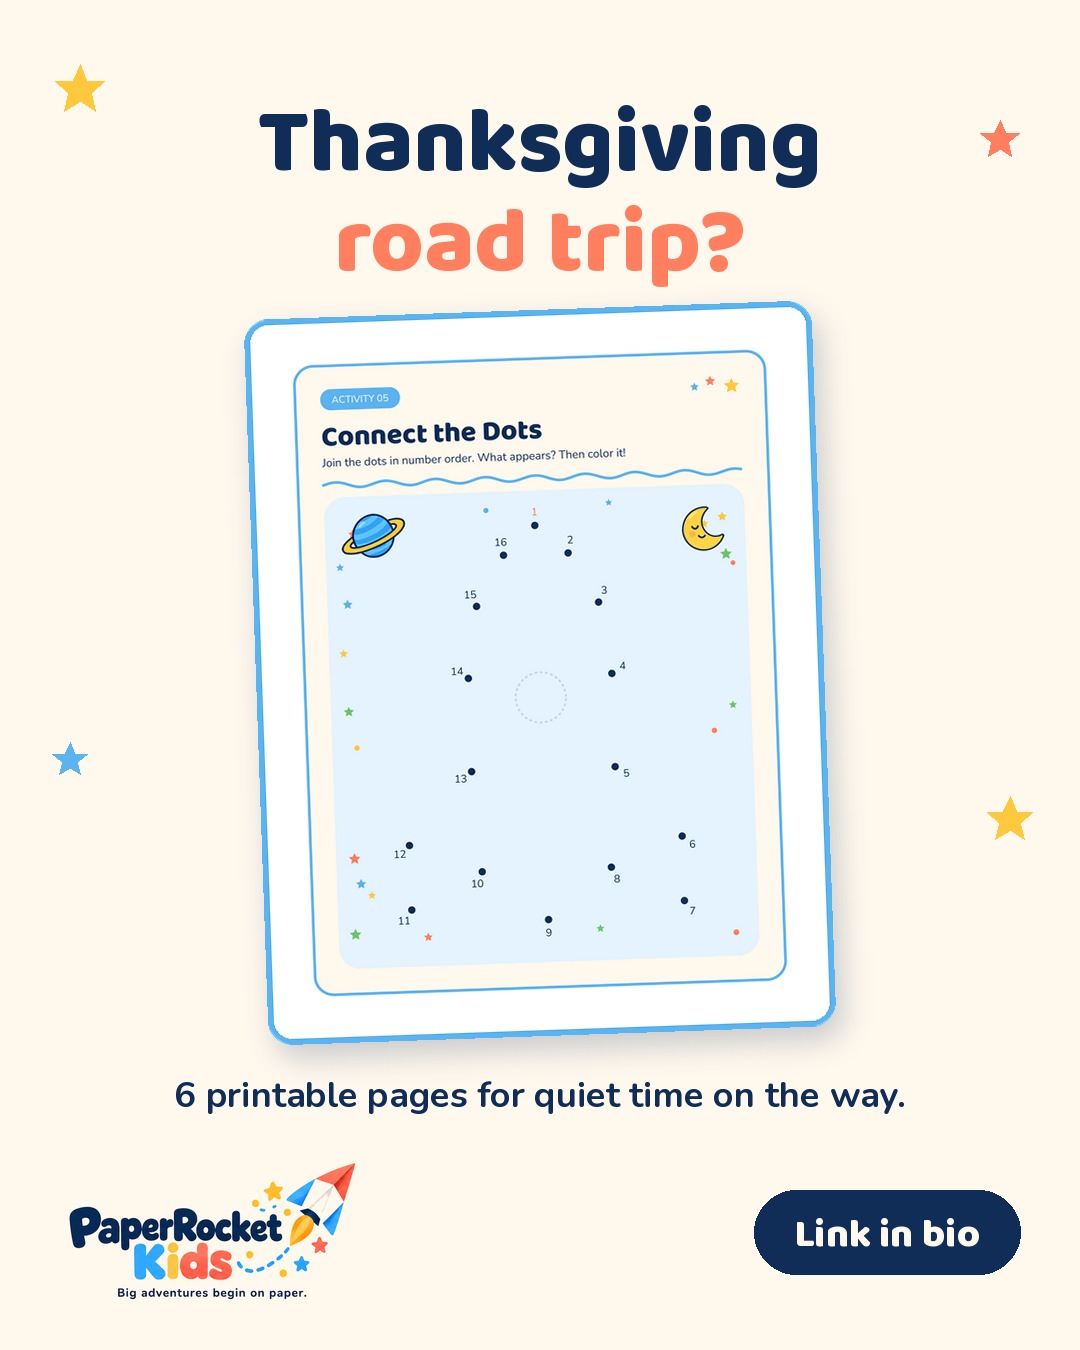 Thanksgiving
road trip?
ACTIVITY 05
Connect the Dots
Join the dots in number order. What appears? Then color it!
1
16
2
15
3
14
4
13
5
12
6
10
8
11
7
9
6 printable pages for quiet time on the way.
PaperRocket
Kids
Big adventures begin on paper.
Link in bio